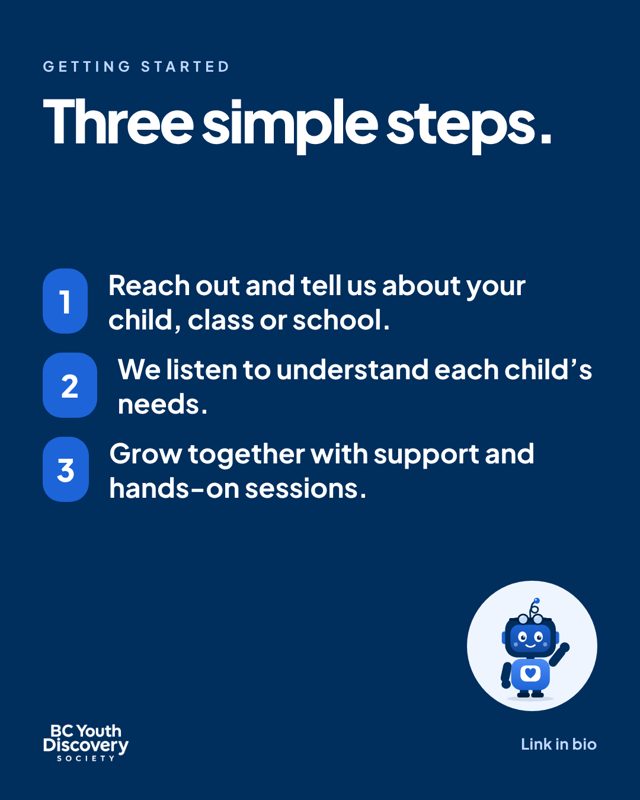 GETTING STARTED
Three simple steps.
1
Reach out and tell us about your
child, class or school.
2
We listen to understand each child’s
needs.
3
Grow together with support and
hands-on sessions.
BC Youth
Discovery
SOCIETY
Link in bio